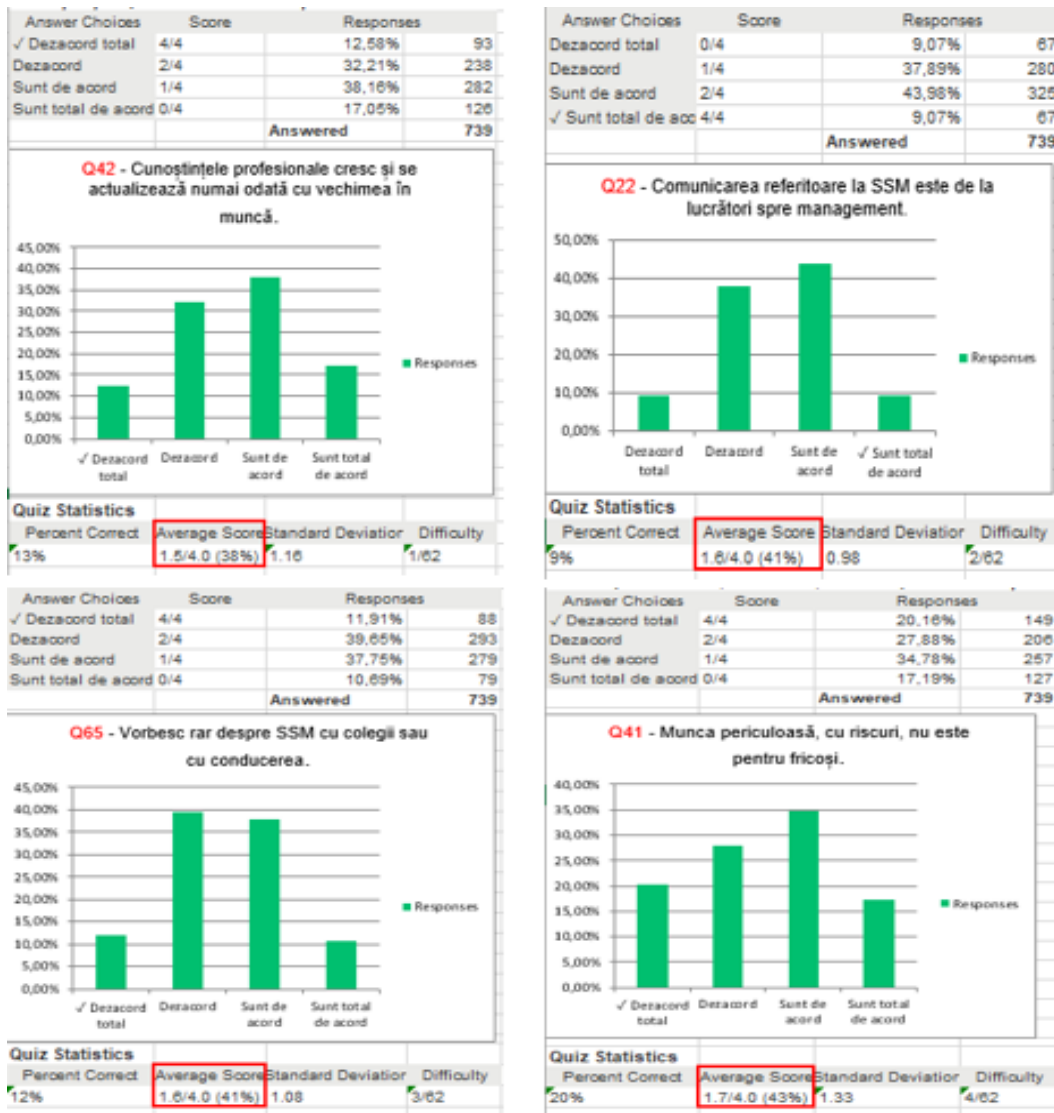 Answer Choices Score Responses
✓ Dezacord total 4/4 12,58% 93
Dezacord 2/4 32,21% 238
Sunt de acord 1/4 38,16% 282
Sunt total de acord 0/4 17,05% 126
Answered 739
Q42 - Cunoștințele profesionale cresc și se
actualizează numai odată cu vechimea în
muncă.
45,00%
40,00%
35,00%
30,00%
25,00%
20,00%
15,00%
10,00%
5,00%
0,00%
✓ Dezacord total
Dezacord
Sunt de acord
Sunt total de acord
Responses
Quiz Statistics
Percent Correct Average Score Standard Deviation Difficulty
13% 1.5/4.0 (38%) 1.16 1/62
Answer Choices Score Responses
Dezacord total 0/4 9,07% 67
Dezacord 1/4 37,89% 280
Sunt de acord 2/4 43,98% 325
✓ Sunt total de aco 4/4 9,07% 67
Answered 739
Q22 - Comunicarea referitoare la SSM este de la
lucrători spre management.
50,00%
40,00%
30,00%
20,00%
10,00%
0,00%
Dezacord total
Dezacord
Sunt de acord
✓ Sunt total de acord
Responses
Quiz Statistics
Percent Correct Average Score Standard Deviation Difficulty
9% 1.6/4.0 (41%) 0.98 2/62
Answer Choices Score Responses
✓ Dezacord total 4/4 11,91% 88
Dezacord 2/4 39,65% 293
Sunt de acord 1/4 37,75% 279
Sunt total de acord 0/4 10,69% 79
Answered 739
Q65 - Vorbesc rar despre SSM cu colegii sau
cu conducerea.
45,00%
40,00%
35,00%
30,00%
25,00%
20,00%
15,00%
10,00%
5,00%
0,00%
✓ Dezacord total
Dezacord
Sunt de acord
Sunt total de acord
Responses
Quiz Statistics
Percent Correct Average Score Standard Deviation Difficulty
12% 1.6/4.0 (41%) 1.08 3/62
Answer Choices Score Responses
✓ Dezacord total 4/4 20,16% 149
Dezacord 2/4 27,88% 206
Sunt de acord 1/4 34,78% 257
Sunt total de acord 0/4 17,19% 127
Answered 739
Q41 - Munca periculoasă, cu riscuri, nu este
pentru fricoși.
40,00%
35,00%
30,00%
25,00%
20,00%
15,00%
10,00%
5,00%
0,00%
✓ Dezacord total
Dezacord
Sunt de acord
Sunt total de acord
Responses
Quiz Statistics
Percent Correct Average Score Standard Deviation Difficulty
20% 1.7/4.0 (43%) 1.33 4/62